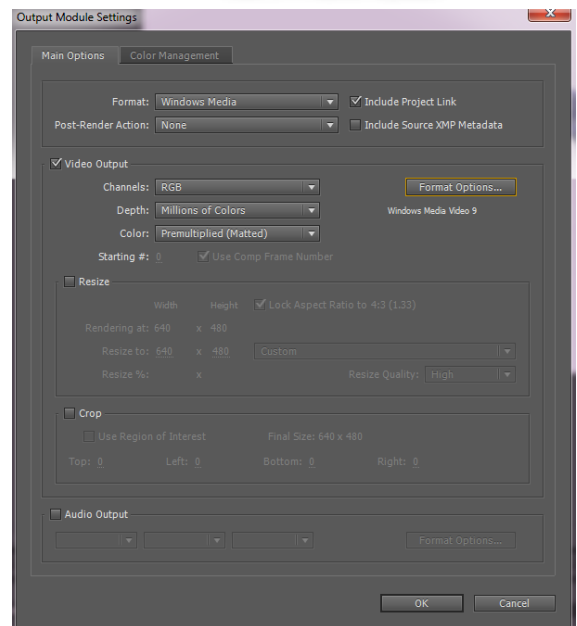 Output Module Settings
Main Options Color Management
Format: Windows Media Include Project Link
Post-Render Action: None Include Source XMP Metadata
Video Output
Channels: RGB Format Options...
Depth: Millions of Colors Windows Media Video 9
Color: Premultiplied (Matted)
Starting #: 0 Use Comp Frame Number
Resize
Width Height Lock Aspect Ratio to 4:3 (1.33)
Rendering at: 640 x 480
Resize to: 640 x 480 Custom
Resize %: x Resize Quality: High
Crop
Use Region of Interest Final Size: 640 x 480
Top: 0 Left: 0 Bottom: 0 Right: 0
Audio Output
Format Options...
OK Cancel